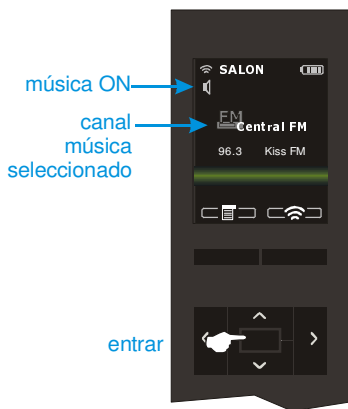 SALON
música ON
FM
Central FM
canal
música
seleccionado
96.3 Kiss FM
entrar